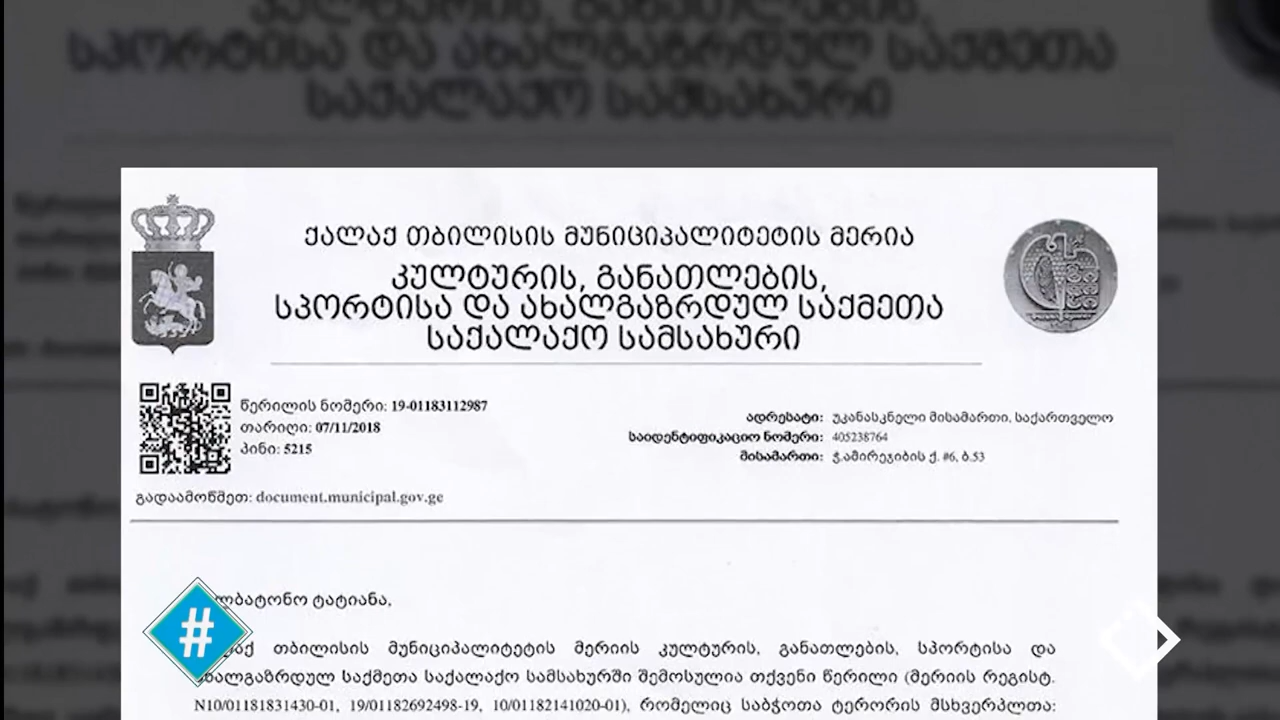 ქალაქ თბილისის მუნიციპალიტეტის მერია
კულტურის, განათლების,
სპორტისა და ახალგაზრდულ საქმეთა
საქალაქო სამსახური
წერილის ნომერი: 19-01183112987
თარიღი: 07/11/2018
პინი: 5215
ადრესატი: უკანასკნელი მისამართი, საქართველო
საიდენტიფიკაციო ნომერი: 405238764
მისამართი: ჭ.ამირეჯიბის ქ. #6, ბ.53
გადაამოწმეთ: document.municipal.gov.ge
ტატიანა,
თბილისის მუნიციპალიტეტის მერიის კულტურის, განათლების, სპორტისა და
ახალგაზრდულ საქმეთა საქალაქო სამსახურში შემოსულია თქვენი წერილი (მერიის რეგისტ.
N10/01181831430-01, 19/01182692498-19, 10/01182141020-01), რომელიც საბჭოთა ტერორის მსხვერპლთა:
#